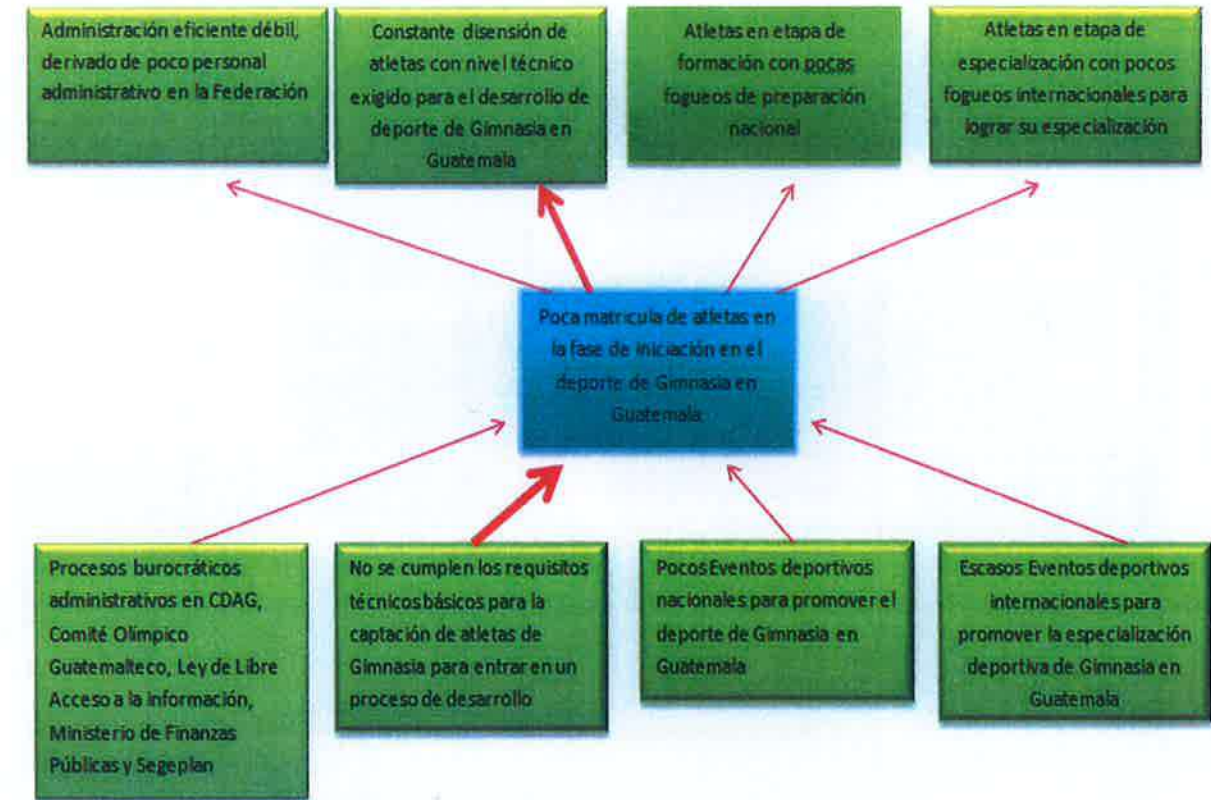 Administración eficiente débil,
derivado de poco personal
administrativo en la Federación
Constante disensión de
atletas con nivel técnico
exigido para el desarrollo de
deporte de Gimnasia en
Guatemala
Atletas en etapa de
formación con pocas
fogueos de preparación
nacional
Atletas en etapa de
especialización con pocos
fogueos internacionales para
lograr su especialización
Poca matricula de atletas en
la fase de iniciación en el
deporte de Gimnasia en
Guatemala
Procesos burocráticos
administrativos en CDAG,
Comité Olímpico
Guatemalteco, Ley de Libre
Acceso a la información,
Ministerio de Finanzas
Públicas y Segeplan
No se cumplen los requisitos
técnicos básicos para la
captación de atletas de
Gimnasia para entrar en un
proceso de desarrollo
Pocos Eventos deportivos
nacionales para promover el
deporte de Gimnasia en
Guatemala
Escasos Eventos deportivos
internacionales para
promover la especialización
deportiva de Gimnasia en
Guatemala